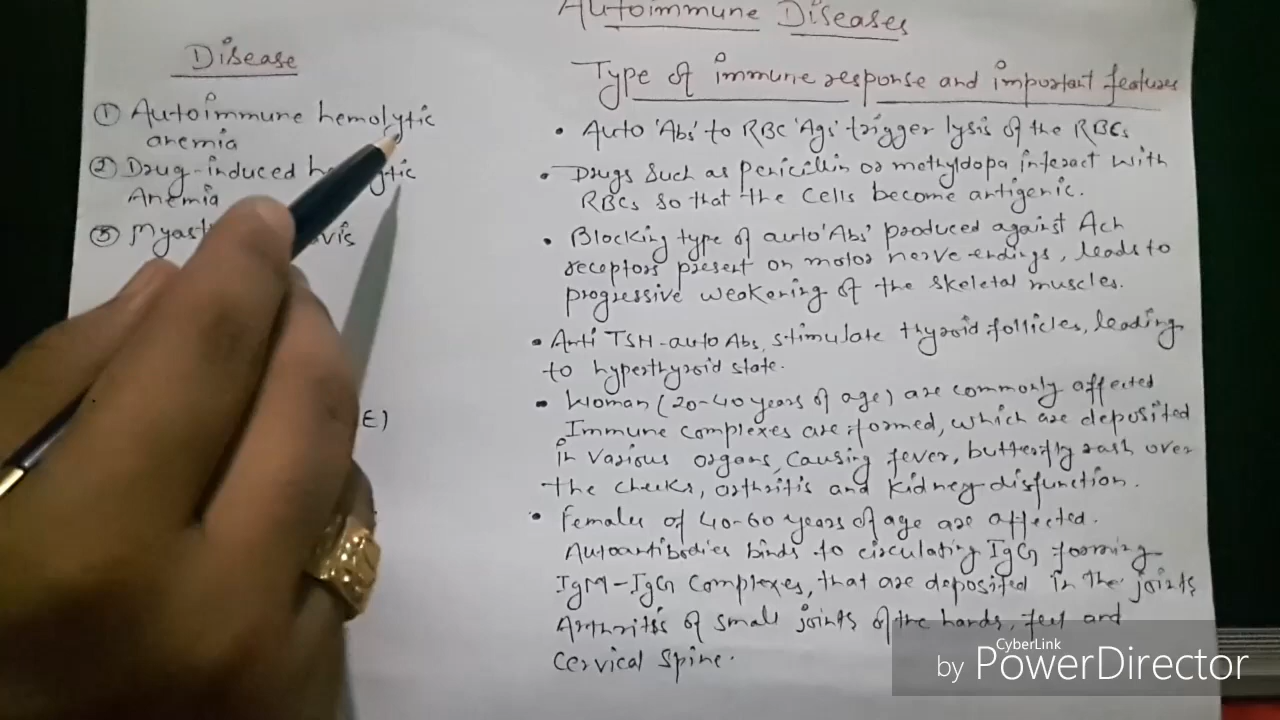 Autoimmune Diseases
Disease
① Autoimmune hemolytic
anemia
② Drug-induced
Anemia
③
E)
Type of immune response and important features
• Auto 'Abs' to RBC 'Ags' trigger lysis of the RBCs
• Drugs such as penicillin or methyldopa interact with
RBCs so that the cells become antigenic.
• Blocking type of auto'Abs' produced against Ach
receptors present on motor nerve endings, leads to
progressive weakening of the skeletal muscles.
• Anti TSH-auto Abs, stimulate thyroid follicles, leading
to hyperthyroid state.
• Woman (20-40 years of age) are commonly affected
Immune complexes are formed, which are deposited
in various organs, causing fever, butterfly rash over
the cheeks, arthritis and kidney disfunction.
• Females of 40-60 years of age are affected.
Autoantibodies binds to circulating IgG forming
IgM-IgG complexes, that are deposited in the joints
Arthritis of small joints of the hands, feet and
cervical spine.
CyberLink
by PowerDirector